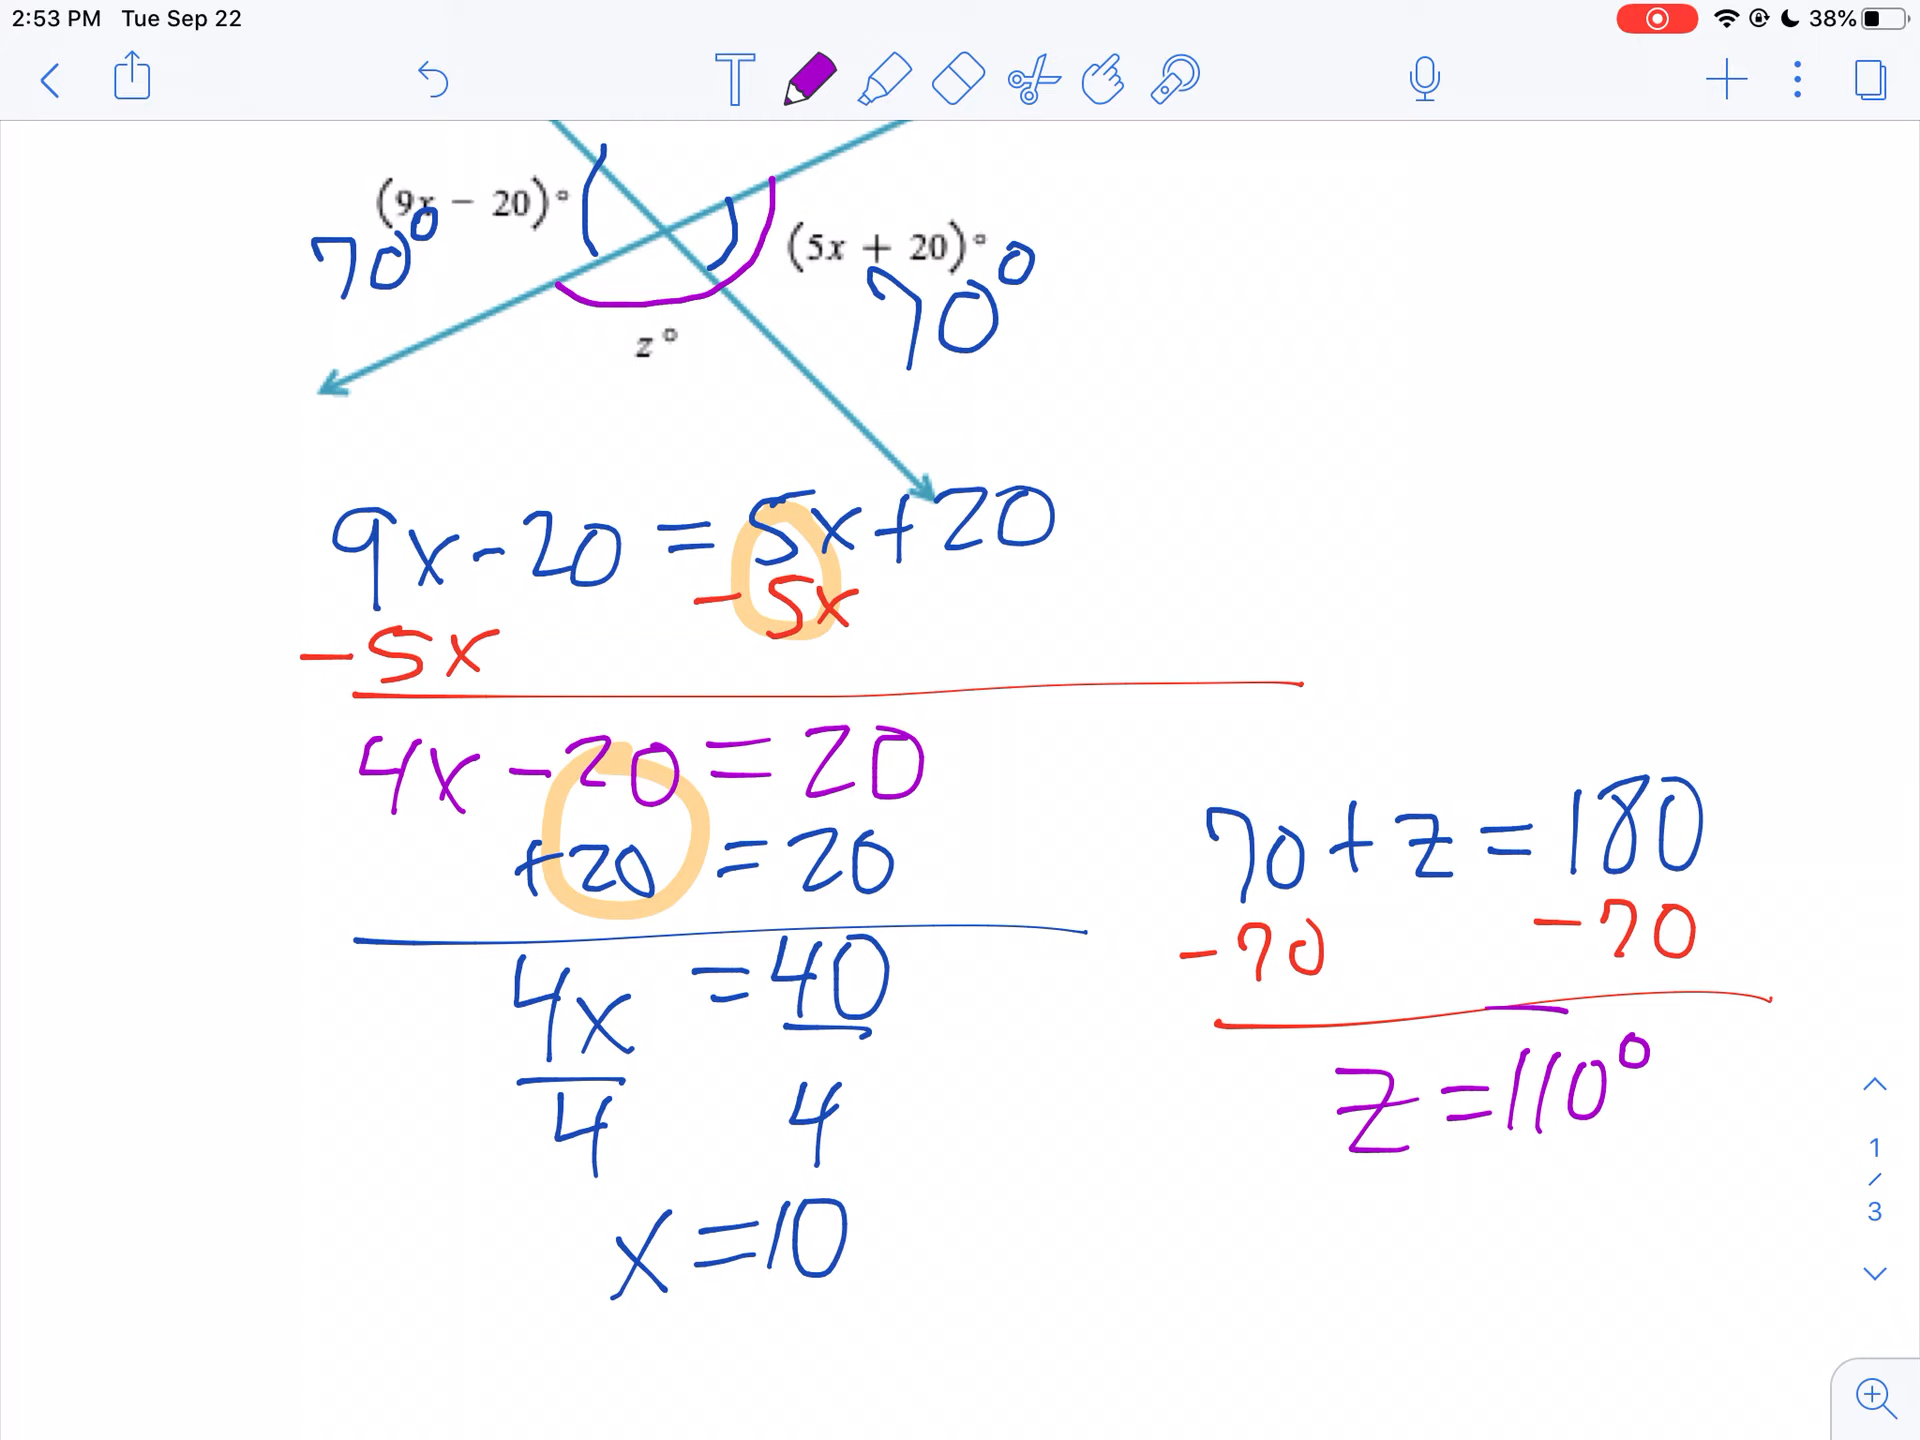 2:53 PM Tue Sep 22
38%
T
(9x − 20)°
70°
(5x + 20)°
70°
z°
9x-20 = 5x+20
-5x
-5x
4x-20=20
+20 =20
4x =40
4 4
x=10
70+z=180
-70 -70
z=110°
1
/
3